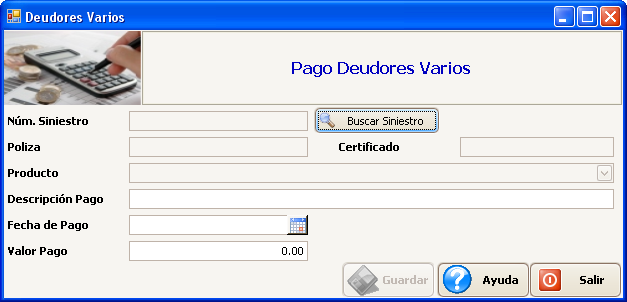 Deudores Varios
Pago Deudores Varios
Núm. Siniestro
Buscar Siniestro
Poliza
Certificado
Producto
Descripción Pago
Fecha de Pago
Valor Pago
0.00
Guardar
Ayuda
Salir